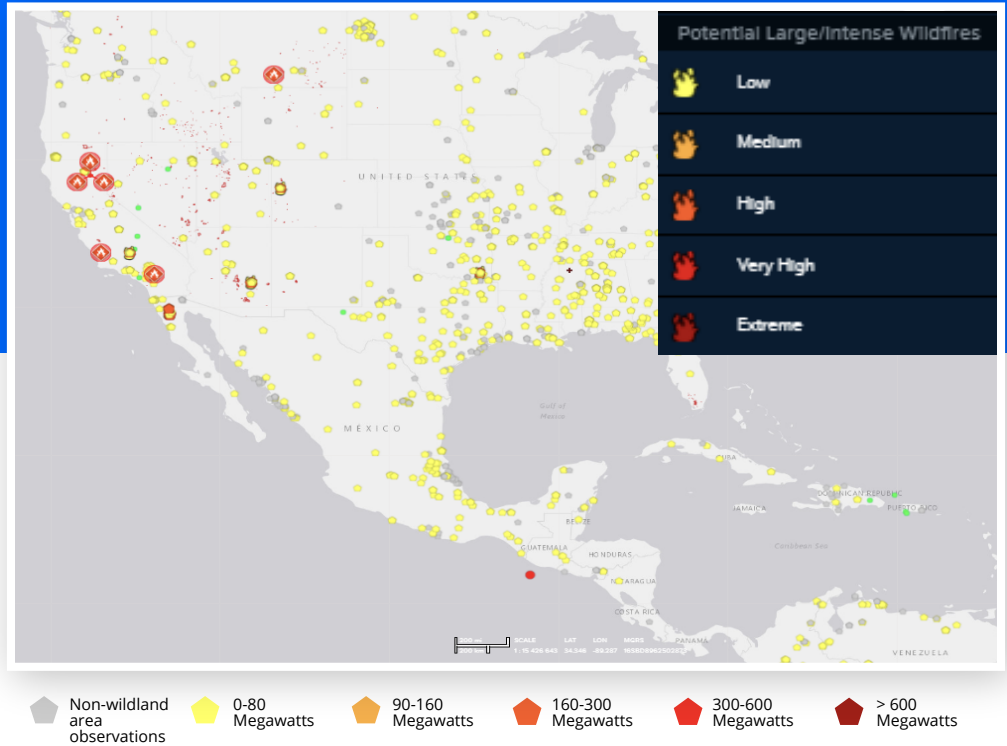 Potential Large/Intense Wildfires
Low
Medium
High
Very High
Extreme
UNITED STATES
Gulf of
Mexico
MÉXICO
CUBA
DOMINICAN REPUBLIC
JAMAICA
PUERTO RICO
BELIZE
Caribbean Sea
GUATEMALA
HONDURAS
NICARAGUA
COSTA RICA
PANAMA
VENEZUELA
SCALE LAT LON MGRS
Non-wildland
area
observations
0-80
Megawatts
90-160
Megawatts
160-300
Megawatts
300-600
Megawatts
> 600
Megawatts